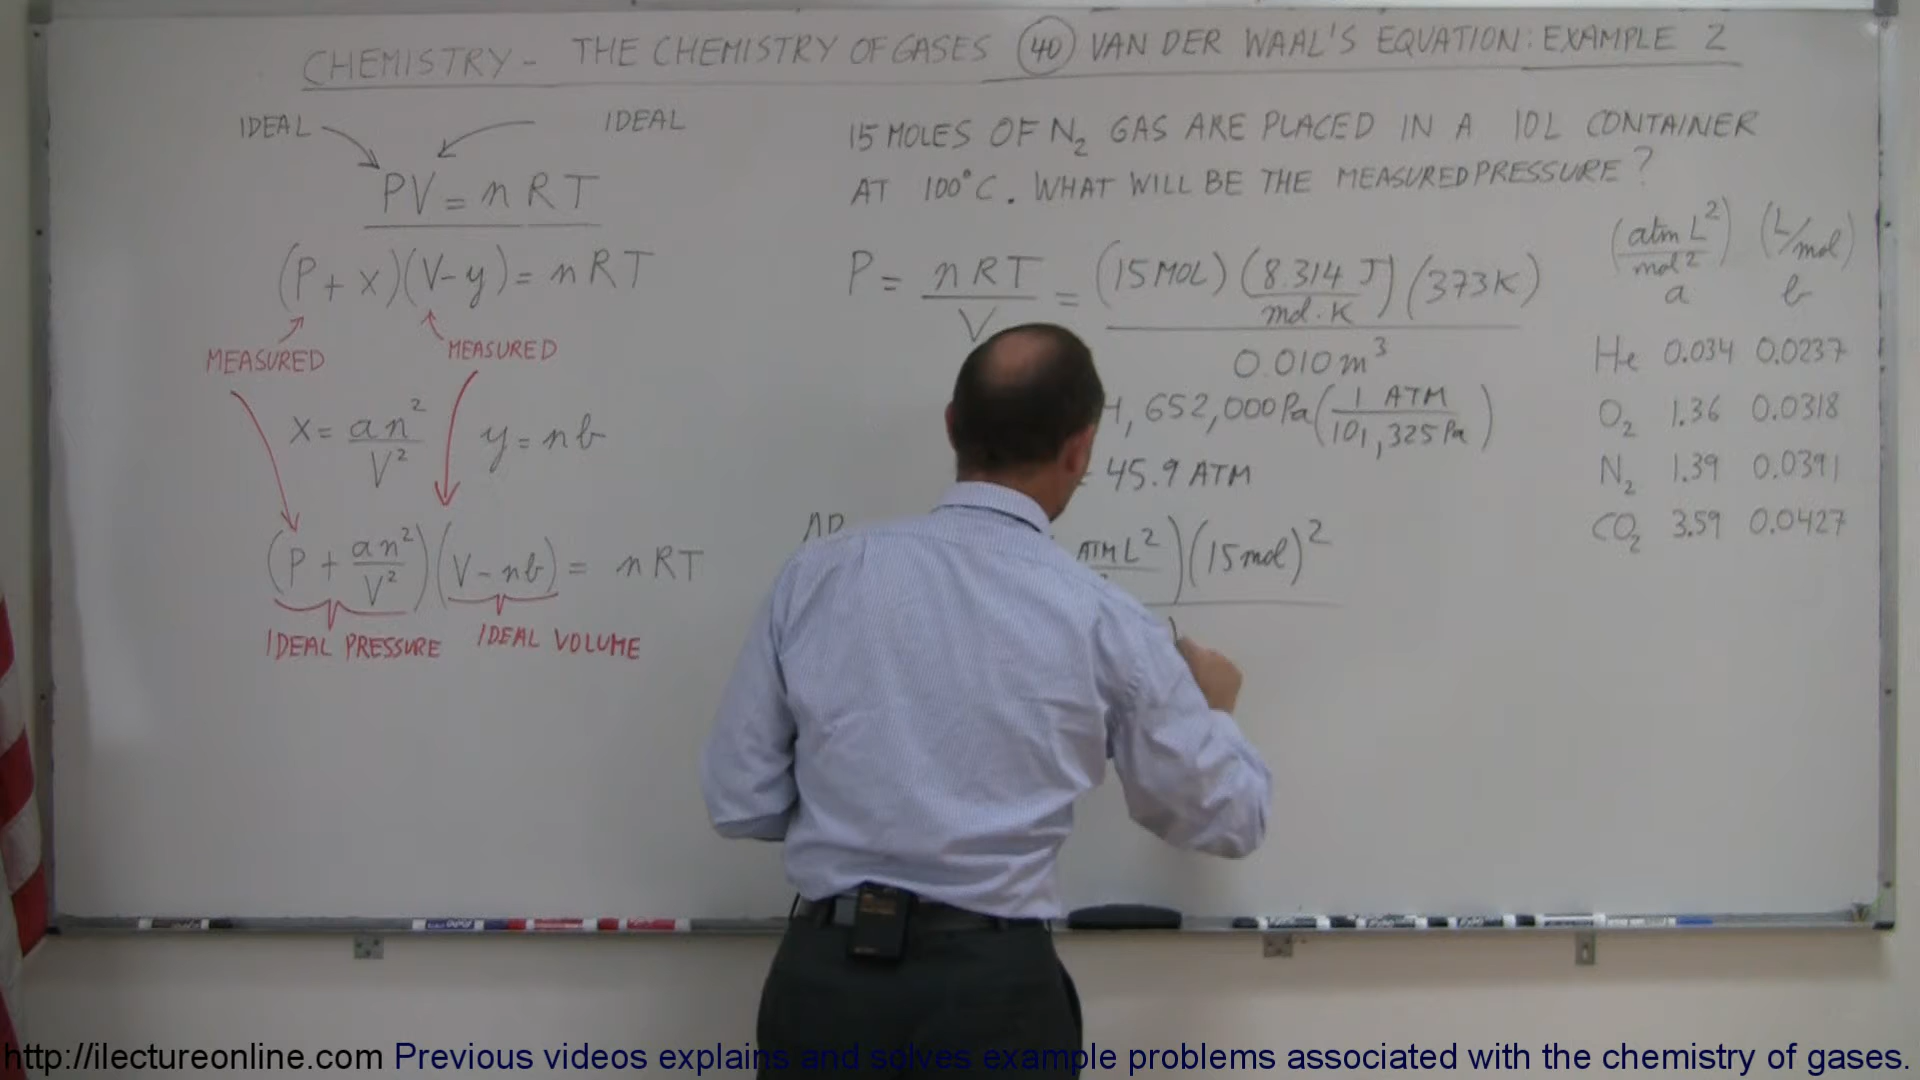 CHEMISTRY - THE CHEMISTRY OF GASES (40) VAN DER WAAL'S EQUATION: EXAMPLE 2
IDEAL IDEAL
PV = nRT
(P + x)(V - y) = nRT
MEASURED MEASURED
x = an²/V² y = nb
(P + an²/V²)(V - nb) = nRT
IDEAL PRESSURE IDEAL VOLUME
15 MOLES OF N₂ GAS ARE PLACED IN A 10L CONTAINER
AT 100°C. WHAT WILL BE THE MEASURED PRESSURE?
P = nRT/V = (15 MOL)(8.314 J/mol·K)(373K)/0.010 m³
4,652,000 Pa (1 ATM/101,325 Pa)
= 45.9 ATM
ATM L²)(15 mol)²
(atm L²/mol²) (L/mol)
a b
He 0.034 0.0237
O₂ 1.36 0.0318
N₂ 1.39 0.0391
CO₂ 3.59 0.0427
http://ilectureonline.com Previous videos explains and solves example problems associated with the chemistry of gases.